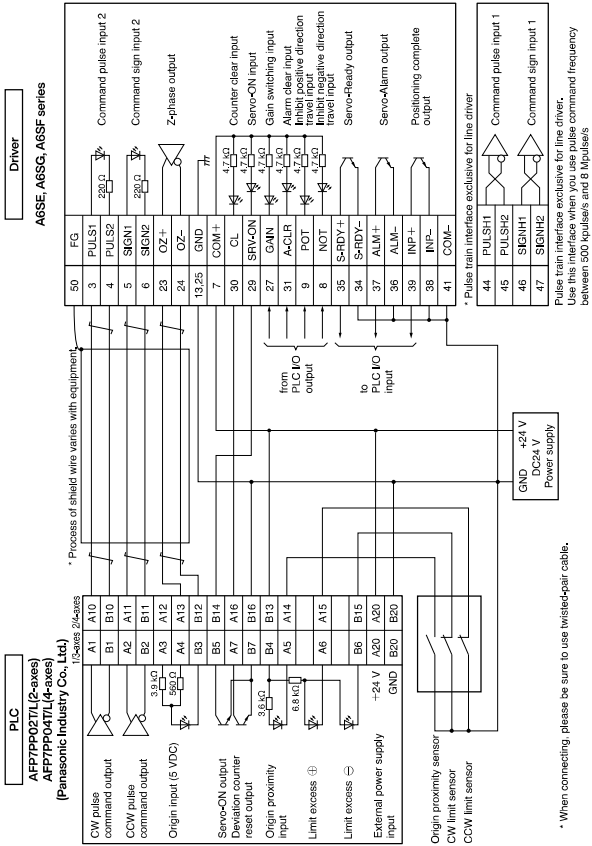 PLC
AFP7PP02T/L(2-axes)
AFP7PP04T/L(4-axes)
(Panasonic Industry Co., Ltd.)
1/3-axes 2/4-axes
CW pulse
command output
CCW pulse
command output
Origin input (5 VDC)
Servo-ON output
Deviation counter
reset output
Origin proximity
input
Limit excess ⊕
Limit excess ⊖
External power supply
input
3.9 kΩ
560 Ω
3.6 kΩ
6.8 kΩ
+24 V
GND
A1 A10
B1 B10
A2 A11
B2 B11
A3 A12
A4 A13
B3 B12
B5 B14
A7 A16
B7 B16
B4 B13
A5 A14
A6 A15
B6 B15
A20 A20
B20 B20
Origin proximity sensor
CW limit sensor
CCW limit sensor
* Process of shield wire varies with equipment.
from
PLC I/O
output
to
PLC I/O
input
GND +24 V
DC24 V
Power supply
Driver
A6SE, A6SG, A6SF series
50 FG
3 PULS1
4 PULS2
5 SIGN1
6 SIGN2
23 OZ+
24 OZ−
13,25 GND
7 COM+
30 CL
29 SRV-ON
27 GAIN
31 A-CLR
9 POT
8 NOT
35 S-RDY+
34 S-RDY−
37 ALM+
36 ALM−
39 INP+
38 INP−
41 COM−
220 Ω
220 Ω
4.7 kΩ
4.7 kΩ
4.7 kΩ
4.7 kΩ
4.7 kΩ
4.7 kΩ
Command pulse input 2
Command sign input 2
Z-phase output
Counter clear input
Servo-ON input
Gain switching input
Alarm clear input
Inhibit positive direction
travel input
Inhibit negative direction
travel input
Servo-Ready output
Servo-Alarm output
Positioning complete
output
* Pulse train interface exclusive for line driver
44 PULSH1
45 PULSH2
46 SIGNH1
47 SIGNH2
Command pulse input 1
Command sign input 1
Pulse train interface exclusive for line driver.
Use this interface when you use pulse command frequency
between 500 kpulse/s and 8 Mpulse/s
* When connecting, please be sure to use twisted-pair cable.